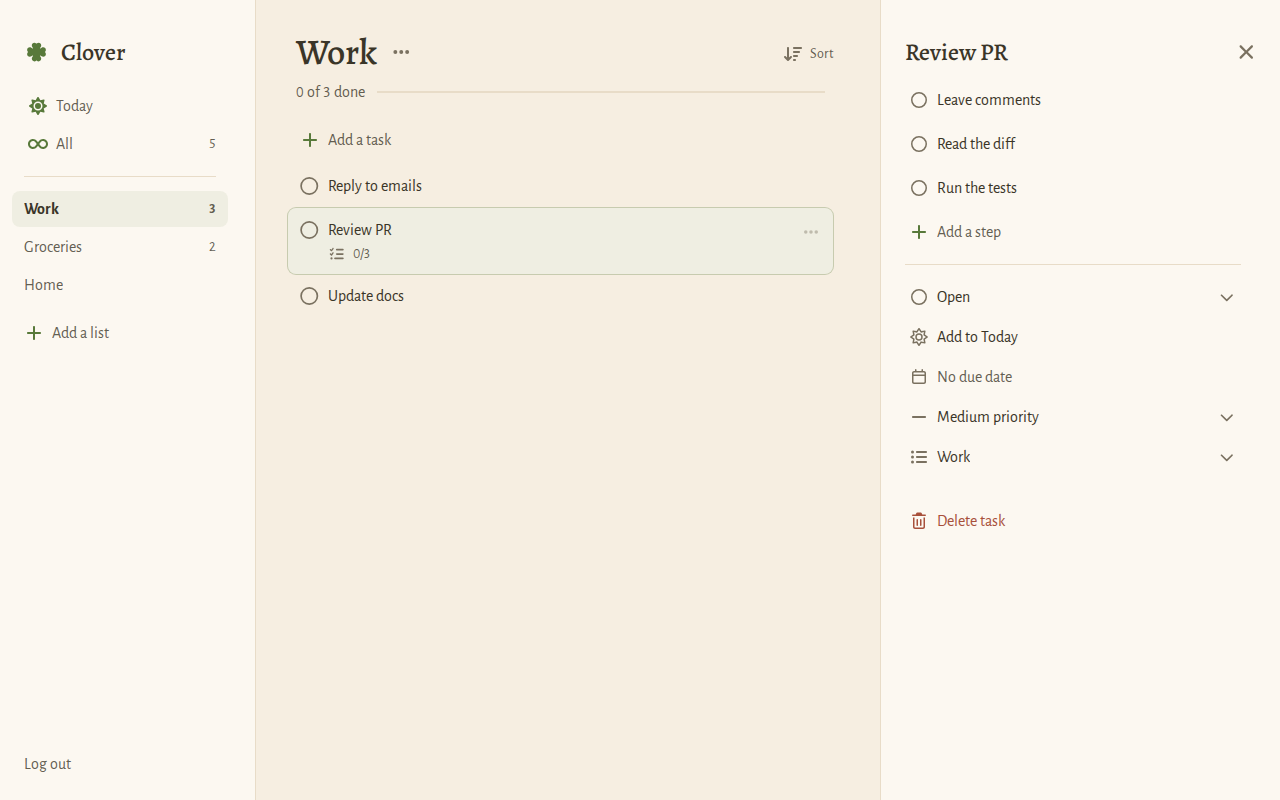 Clover
Today
All 5
Work 3
Groceries 2
Home
Add a list
Log out
Work
Sort
0 of 3 done
Add a task
Reply to emails
Review PR
0/3
Update docs
Review PR
Leave comments
Read the diff
Run the tests
Add a step
Open
Add to Today
No due date
Medium priority
Work
Delete task